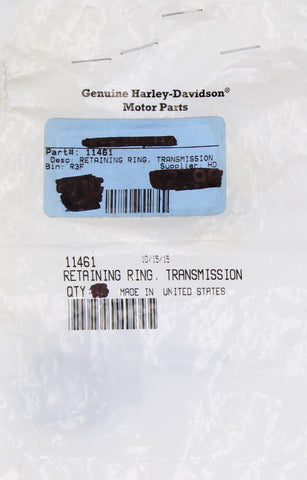 Genuine Harley-Davidson®
Motor Parts
Part#: 11461
Desc: RETAINING RING, TRANSMISSION
Bin: R3F Supplier: HD
11461 10/15/15
RETAINING RING, TRANSMISSION
QTY MADE IN UNITED STATES